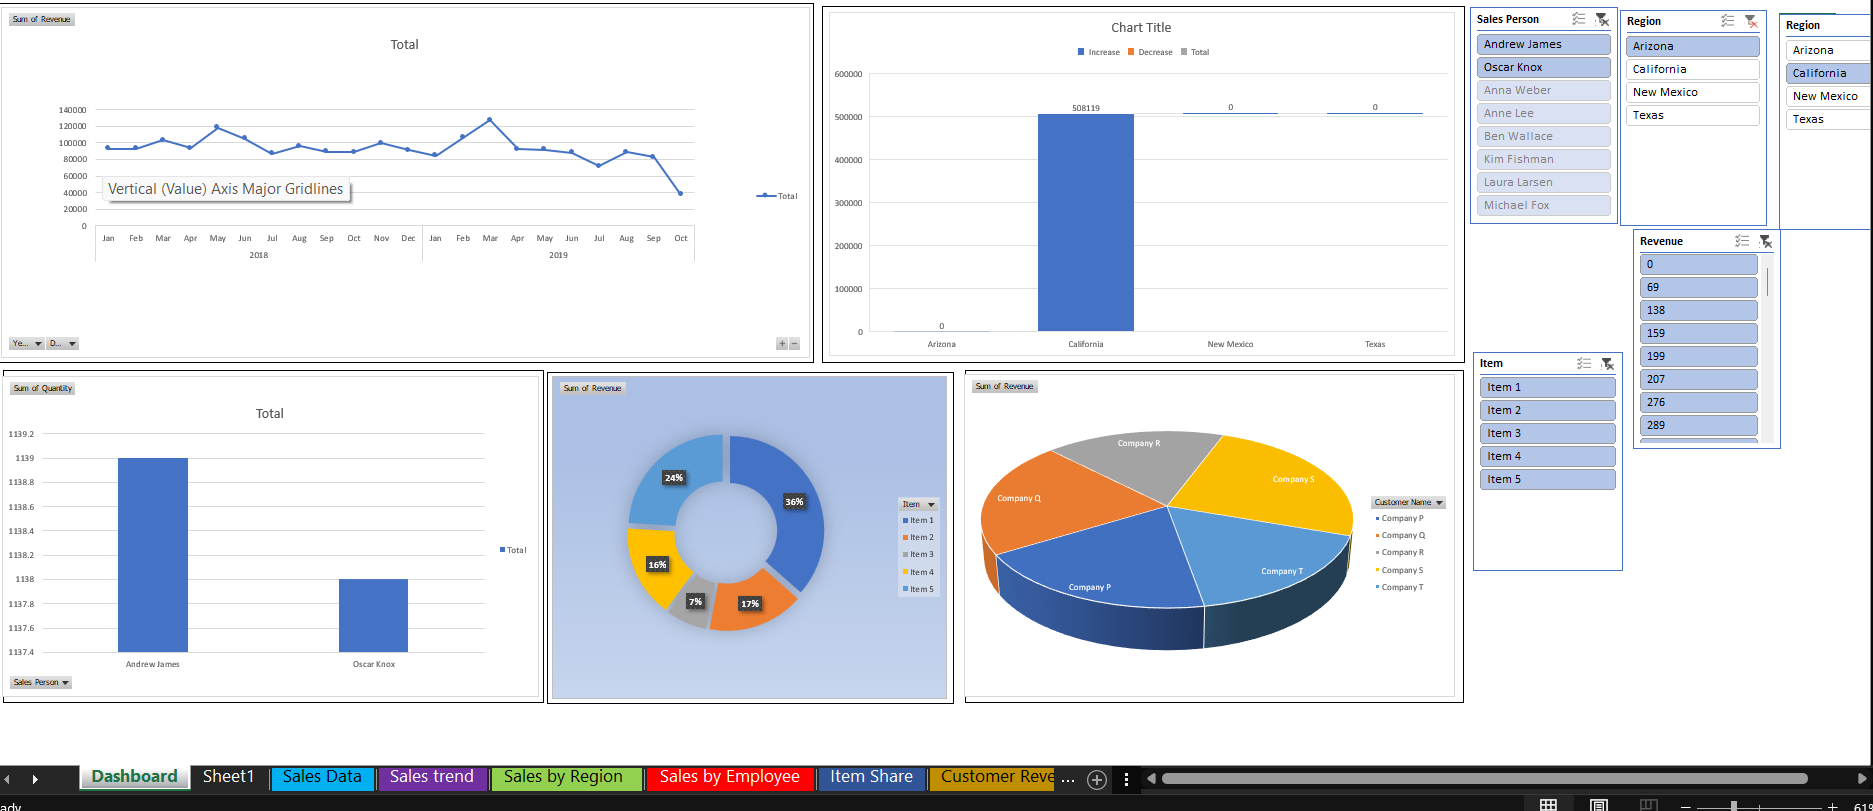 Sum of Revenue
Total
140000
120000
100000
80000
60000
40000
20000
0
Vertical (Value) Axis Major Gridlines
Total
Jan Feb Mar Apr May Jun Jul Aug Sep Oct Nov Dec Jan Feb Mar Apr May Jun Jul Aug Sep Oct
2018 2019
Ye... D...
+ −
Chart Title
Increase Decrease Total
600000
500000
400000
300000
200000
100000
0
0
508119
0
0
Arizona California New Mexico Texas
Sales Person
Andrew James
Oscar Knox
Anna Weber
Anne Lee
Ben Wallace
Kim Fishman
Laura Larsen
Michael Fox
Region
Arizona
California
New Mexico
Texas
Region
Arizona
California
New Mexico
Texas
Revenue
0
69
138
159
199
207
276
289
Item
Item 1
Item 2
Item 3
Item 4
Item 5
Sum of Quantity
Total
1139.2
1139
1138.8
1138.6
1138.4
1138.2
1138
1137.8
1137.6
1137.4
Andrew James Oscar Knox
Total
Sales Person
Sum of Revenue
24%
36%
16%
7%
17%
Item
Item 1
Item 2
Item 3
Item 4
Item 5
Sum of Revenue
Company R
Company S
Company Q
Company T
Company P
Customer Name
Company P
Company Q
Company R
Company S
Company T
Dashboard Sheet1 Sales Data Sales trend Sales by Region Sales by Employee Item Share Customer Reve ...
ady
61%